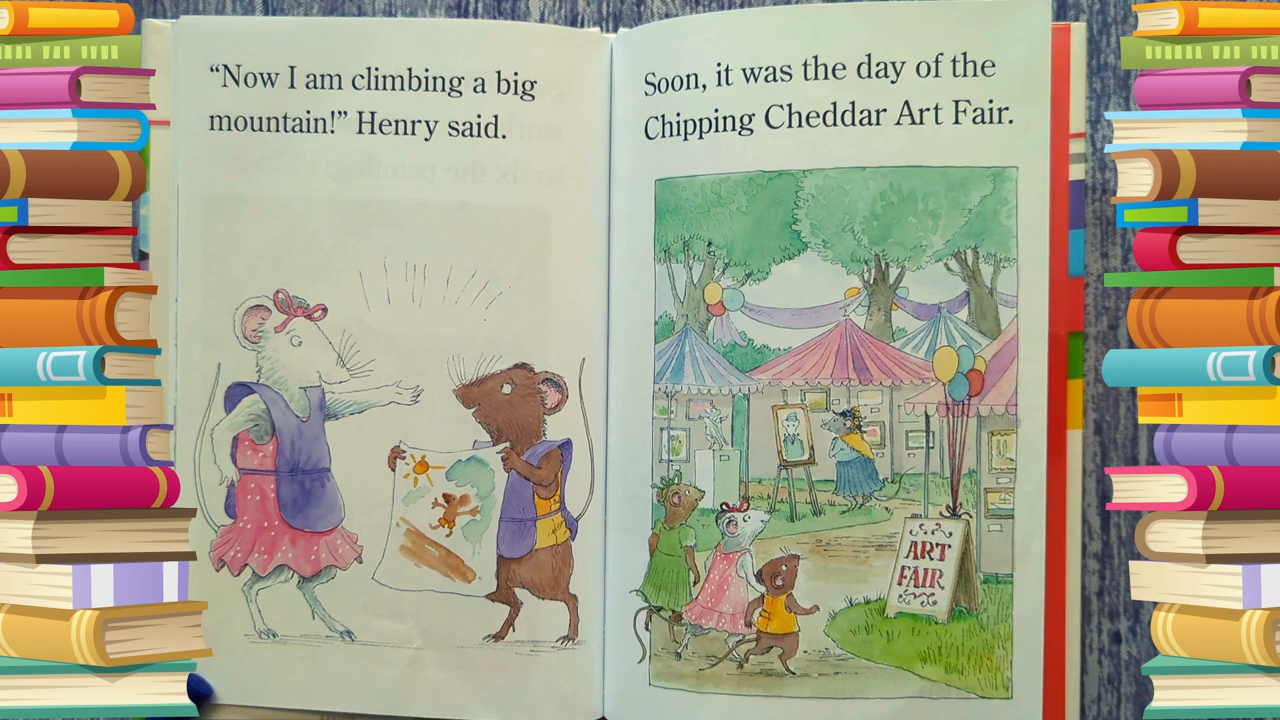 “Now I am climbing a big
mountain!” Henry said.
Soon, it was the day of the
Chipping Cheddar Art Fair.
ART
FAIR